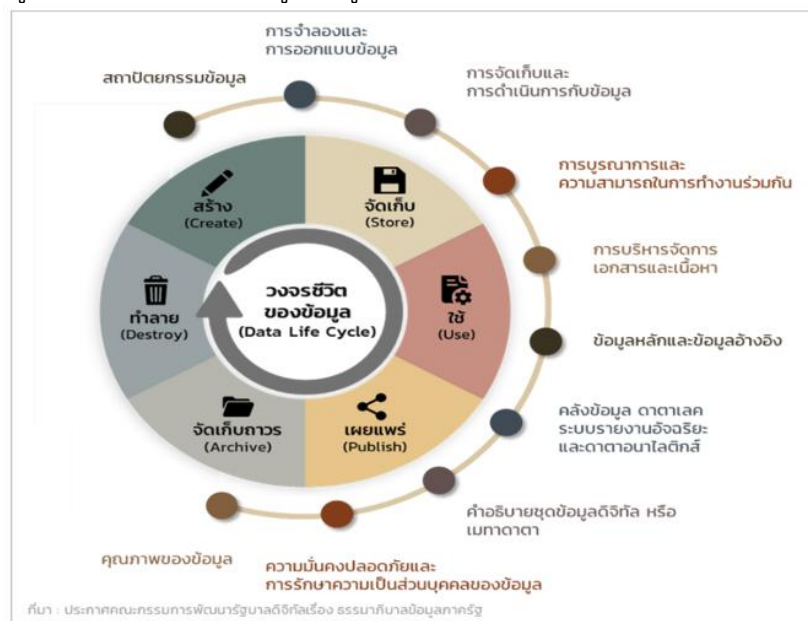 การจำลองและ
การออกแบบข้อมูล
สถาปัตยกรรมข้อมูล
การจัดเก็บและ
การดำเนินการกับข้อมูล
การบูรณาการและ
ความสามารถในการทำงานร่วมกัน
การบริหารจัดการ
เอกสารและเนื้อหา
ข้อมูลหลักและข้อมูลอ้างอิง
คลังข้อมูล ดาตาเลค
ระบบรายงานอัจฉริยะ
และดาตาอนาไลติกส์
คำอธิบายชุดข้อมูลดิจิทัล หรือ
เมทาดาตา
ความมั่นคงปลอดภัยและ
การรักษาความเป็นส่วนบุคคลของข้อมูล
คุณภาพของข้อมูล
สร้าง
(Create)
จัดเก็บ
(Store)
ใช้
(Use)
เผยแพร่
(Publish)
จัดเก็บถาวร
(Archive)
ทำลาย
(Destroy)
วงจรชีวิต
ของข้อมูล
(Data Life Cycle)
ที่มา : ประกาศคณะกรรมการพัฒนารัฐบาลดิจิทัลเรื่อง ธรรมาภิบาลข้อมูลภาครัฐ